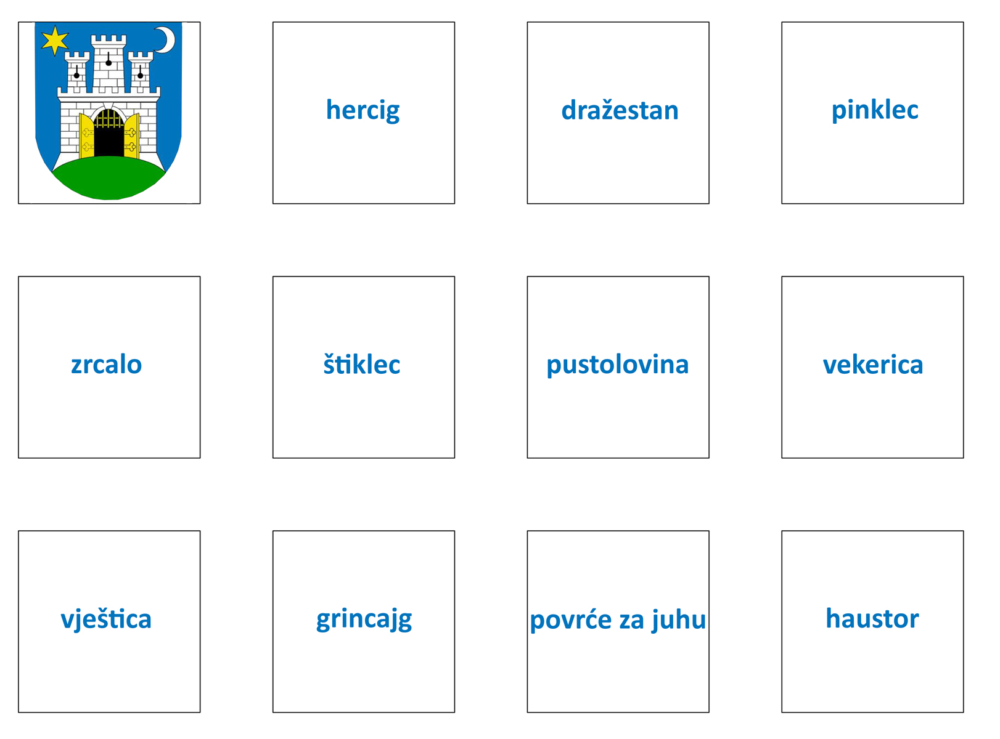 hercig
dražestan
pinklec
zrcalo
štiklec
pustolovina
vekerica
vještica
grincajg
povrće za juhu
haustor